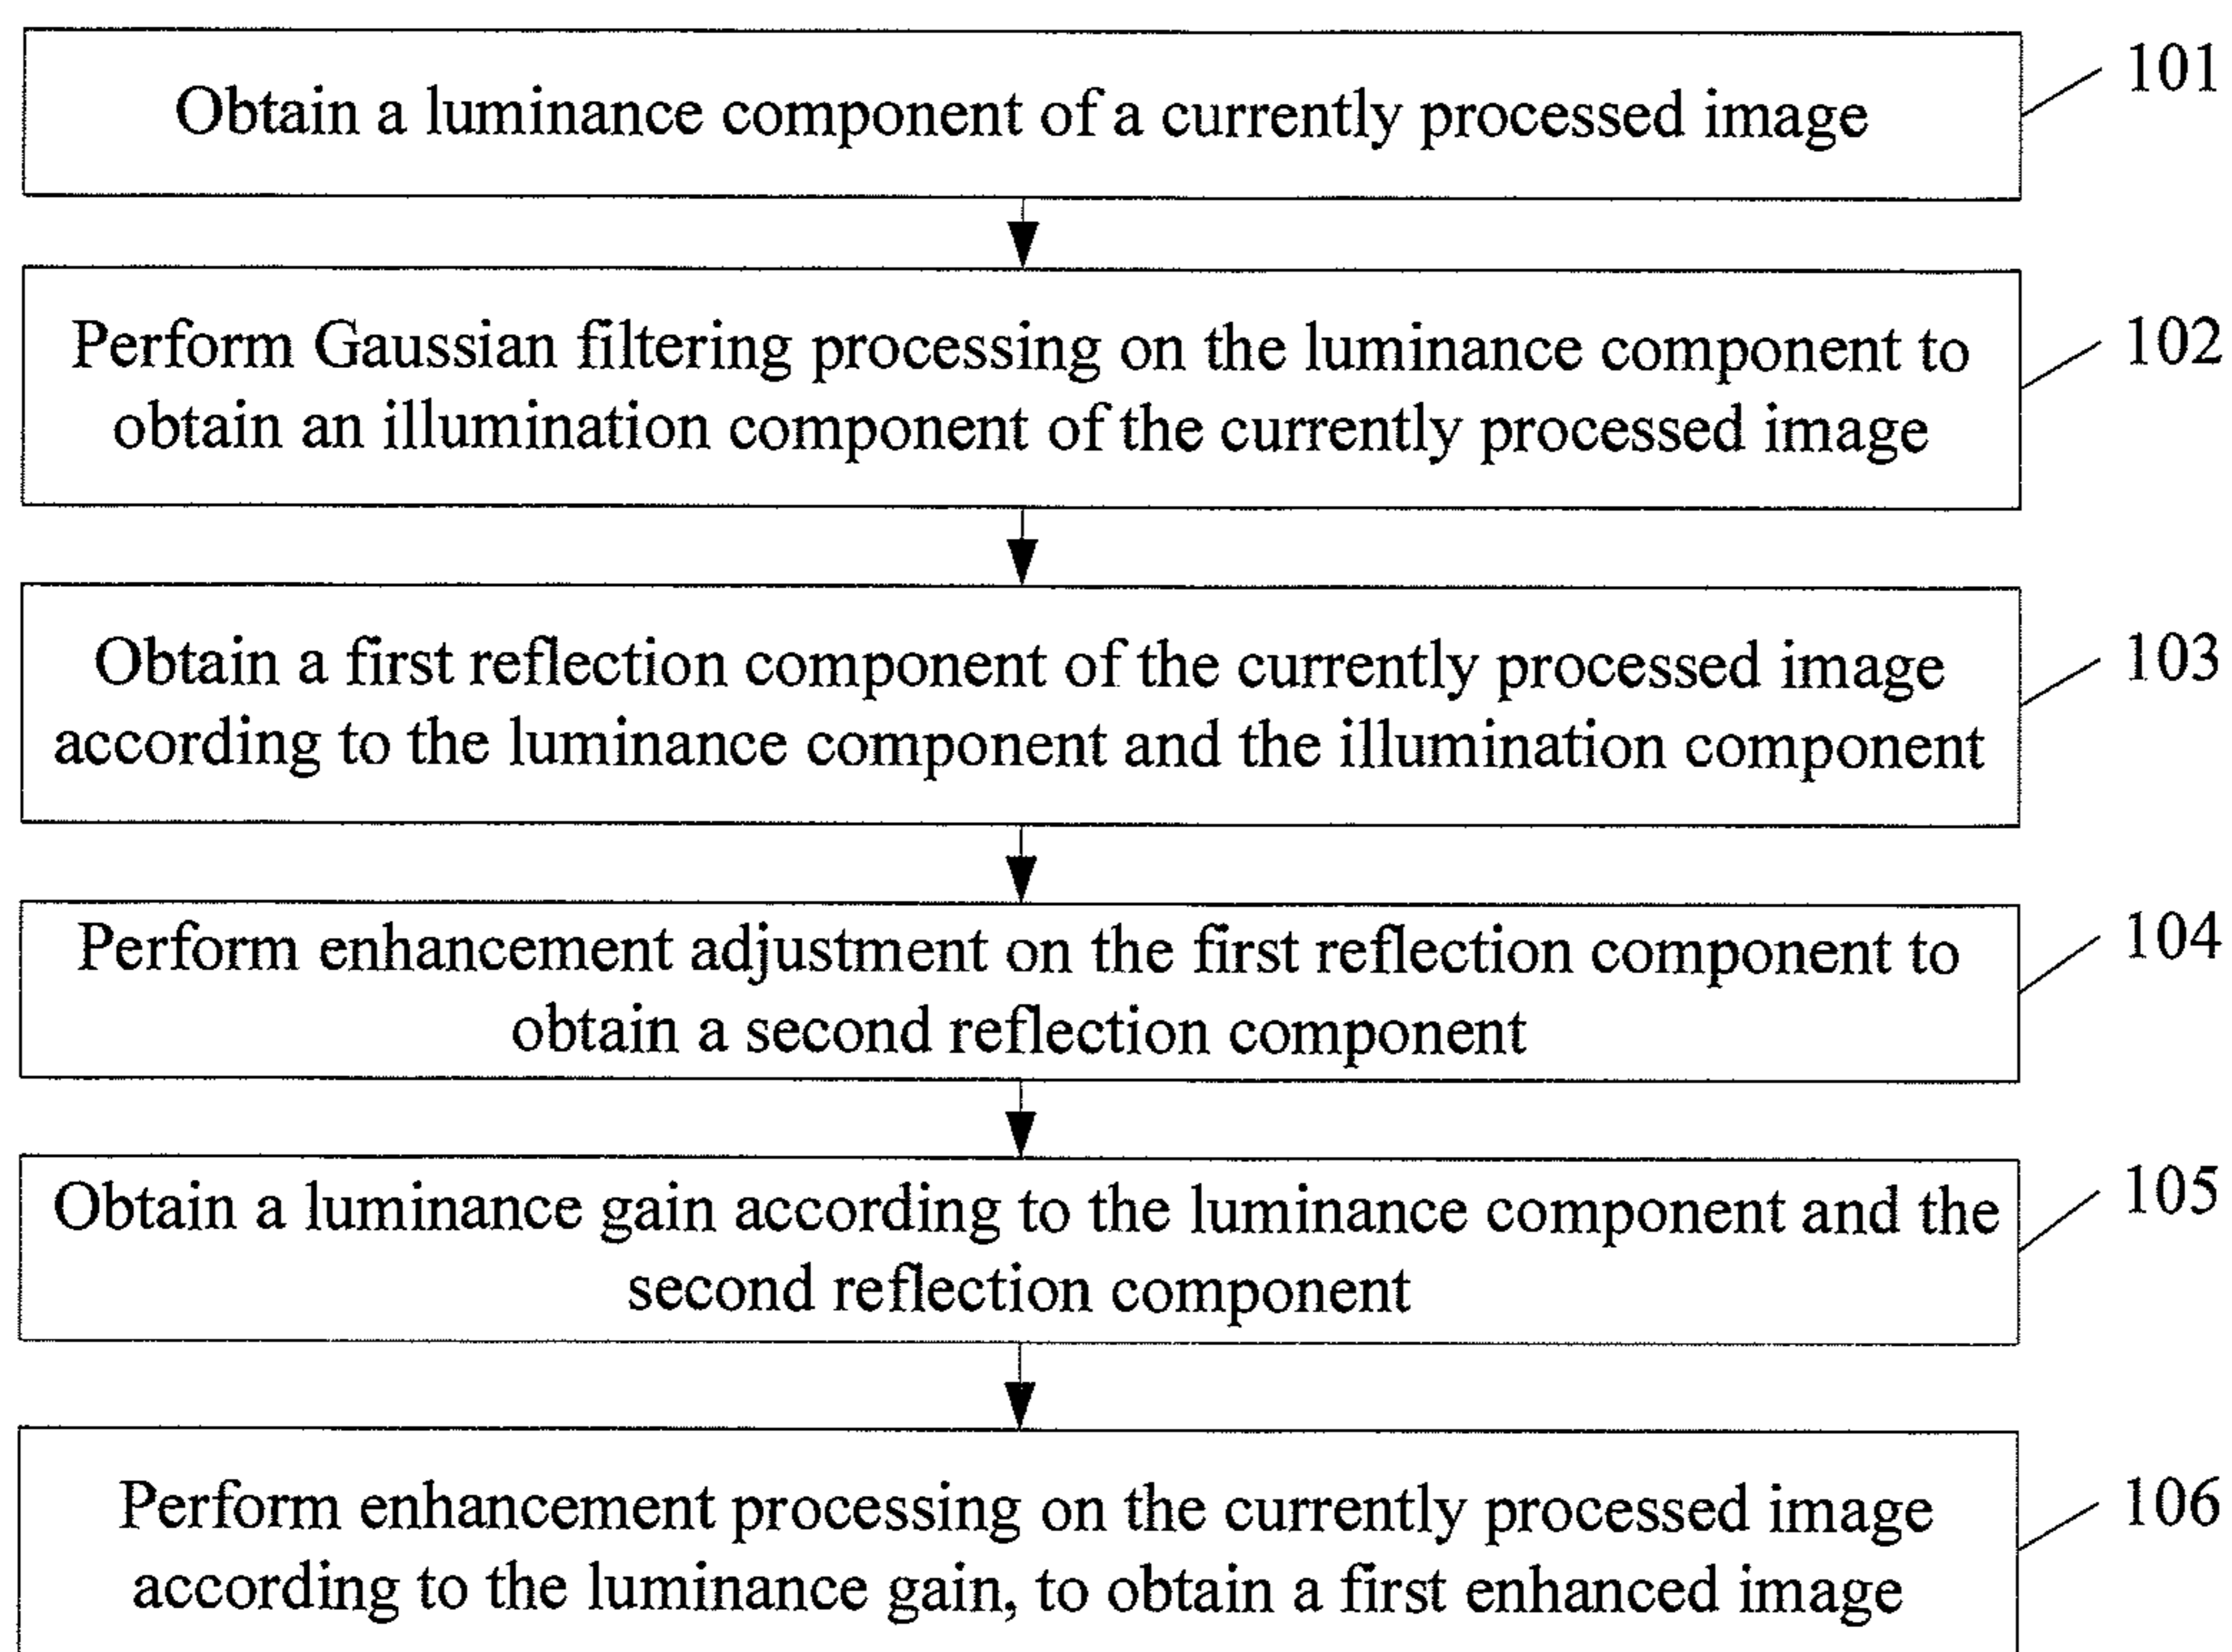 Obtain a luminance component of a currently processed image
101
Perform Gaussian filtering processing on the luminance component to
obtain an illumination component of the currently processed image
102
Obtain a first reflection component of the currently processed image
according to the luminance component and the illumination component
103
Perform enhancement adjustment on the first reflection component to
obtain a second reflection component
104
Obtain a luminance gain according to the luminance component and the
second reflection component
105
Perform enhancement processing on the currently processed image
according to the luminance gain, to obtain a first enhanced image
106